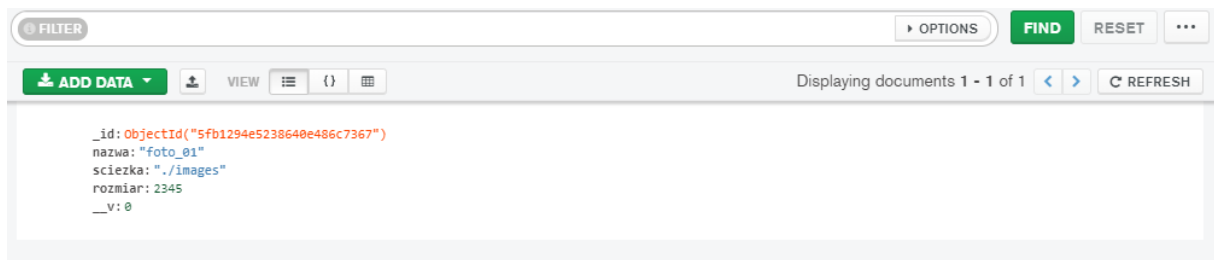 FILTER OPTIONS FIND RESET ...
ADD DATA VIEW {} Displaying documents 1 - 1 of 1 < > REFRESH
_id: ObjectId("5fb1294e5238640e486c7367")
nazwa: "foto_01"
sciezka: "./images"
rozmiar: 2345
__v: 0